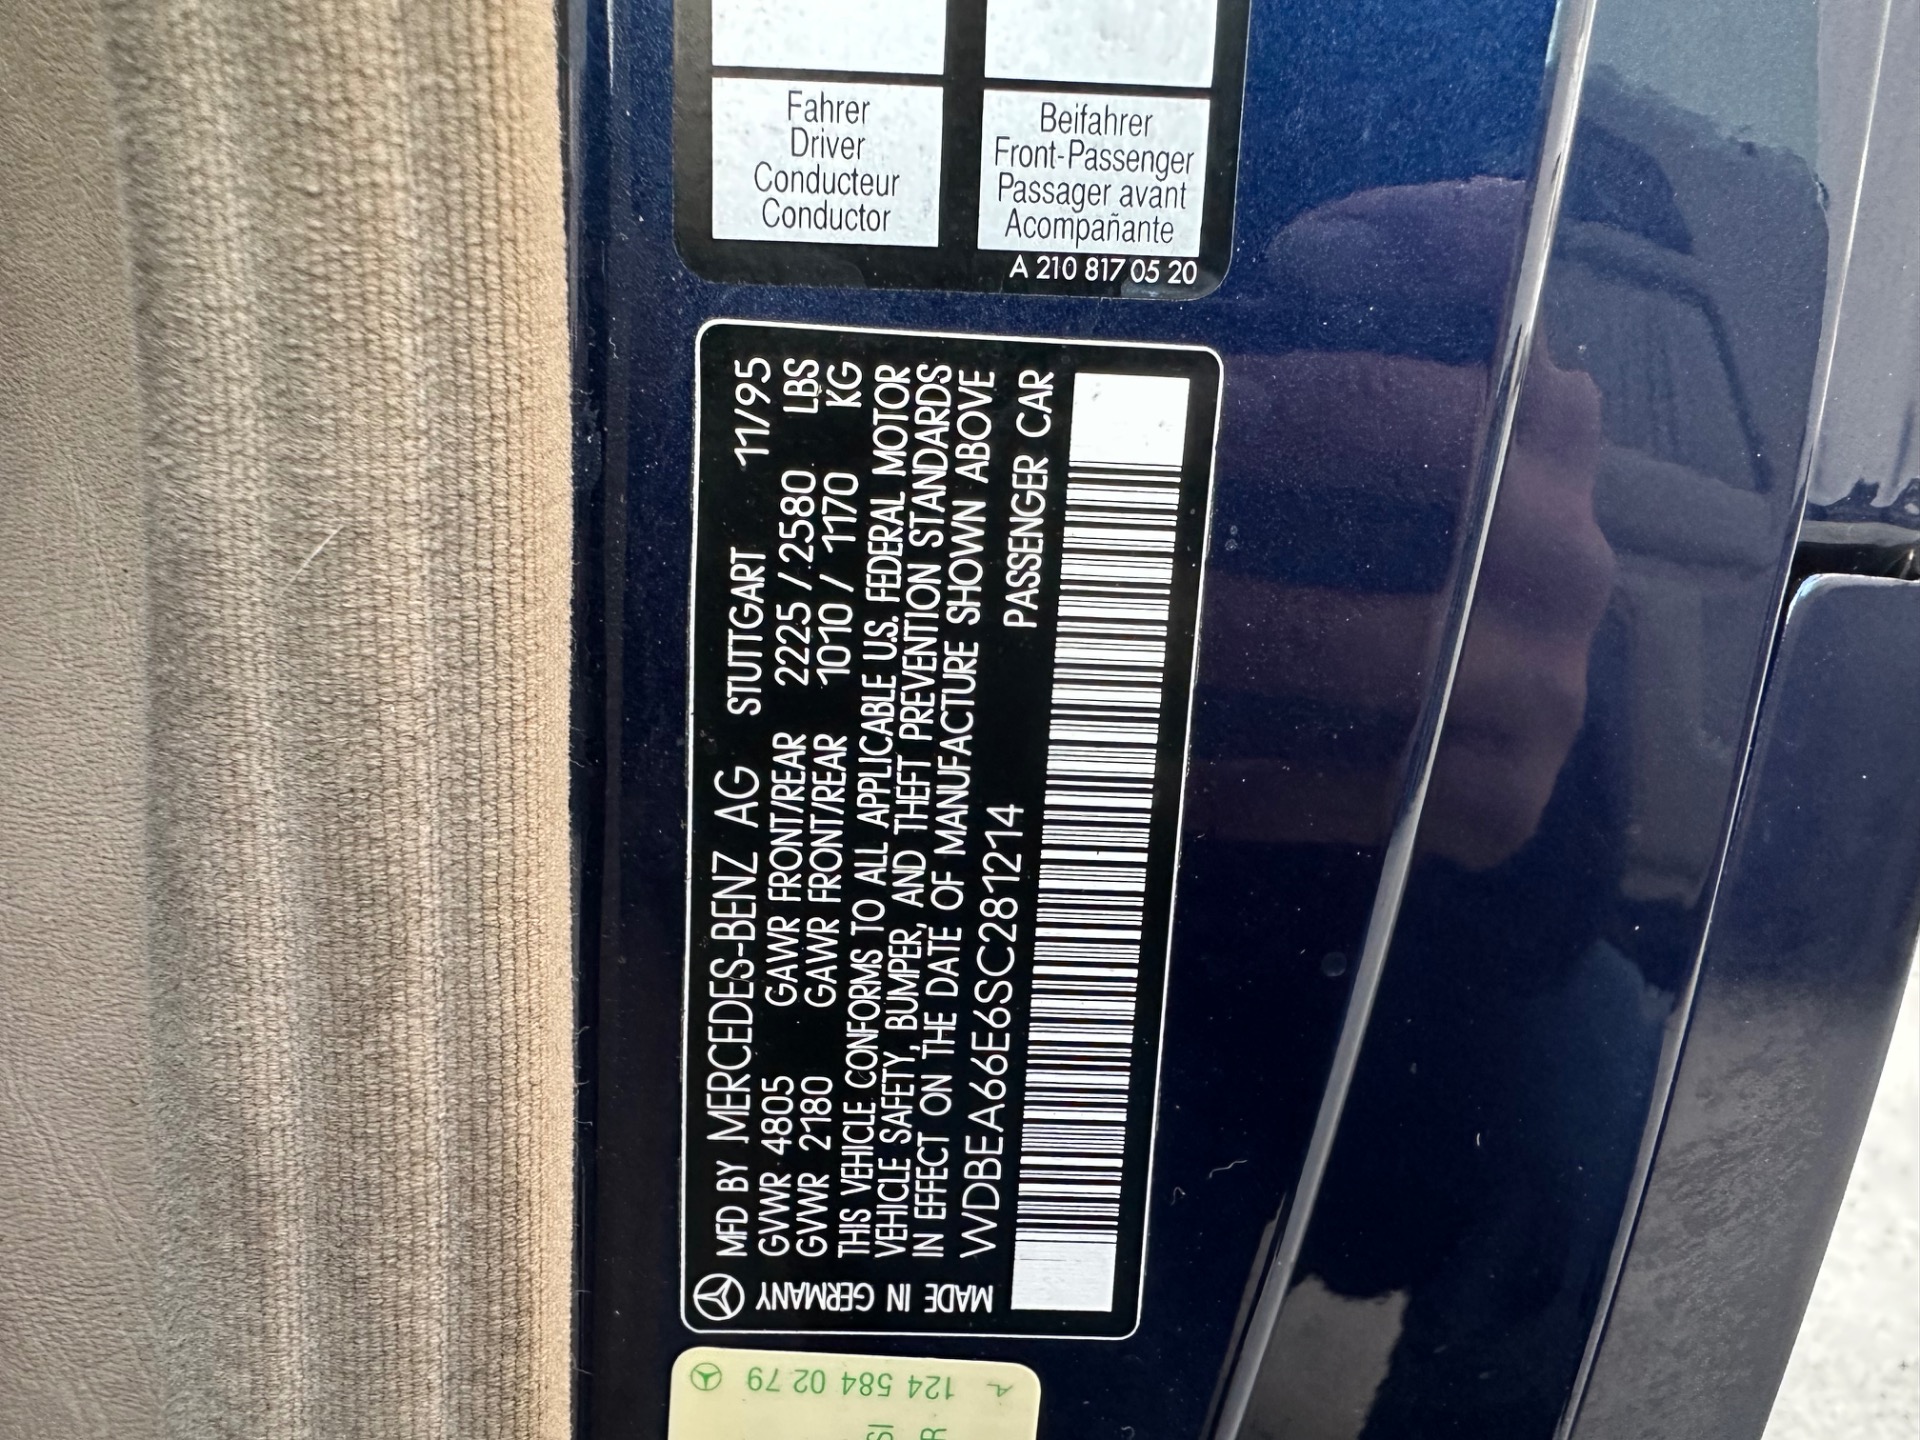 Fahrer
Driver
Conducteur
Conductor
Beifahrer
Front-Passenger
Passager avant
Acompañante
A 210 817 05 20
MFD BY MERCEDES-BENZ AG STUTTGART 11/95
GVWR 4805 GAWR FRONT/REAR 2225 / 2580 LBS
GVWR 2180 GAWR FRONT/REAR 1010 / 1170 KG
THIS VEHICLE CONFORMS TO ALL APPLICABLE U.S. FEDERAL MOTOR
VEHICLE SAFETY, BUMPER, AND THEFT PREVENTION STANDARDS
IN EFFECT ON THE DATE OF MANUFACTURE SHOWN ABOVE
WDBEA66E6SC281214 PASSENGER CAR
MADE IN GERMANY
A 124 584 02 79